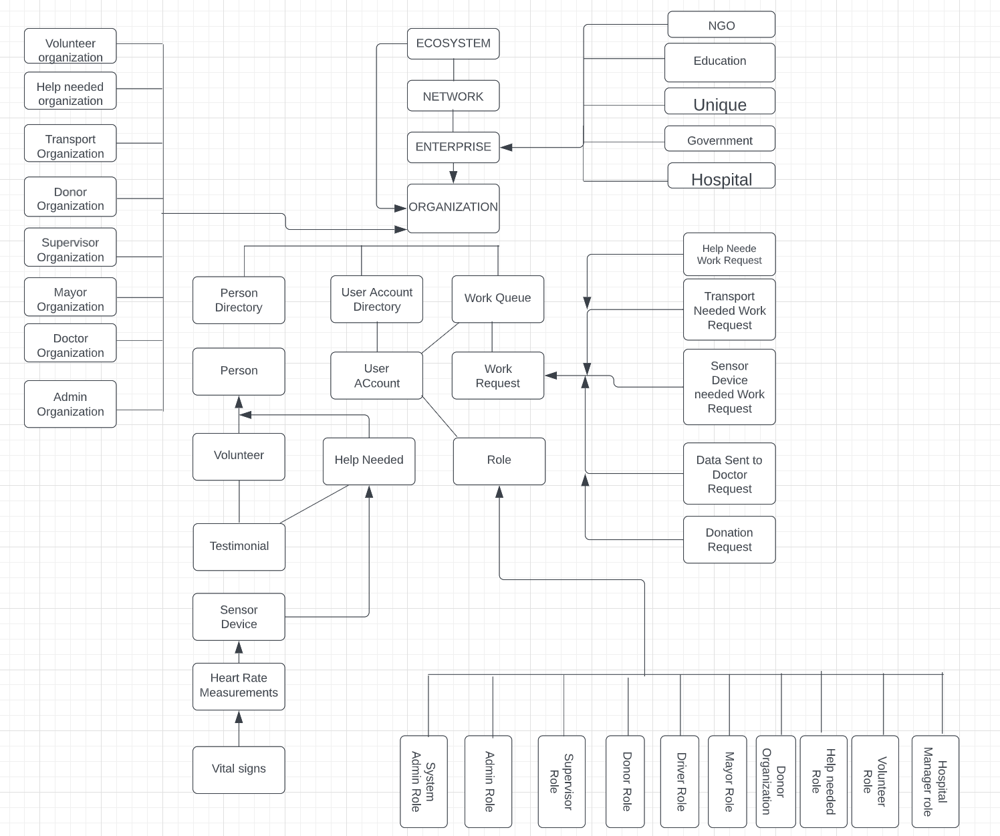 Volunteer
organization
Help needed
organization
Transport
Organization
Donor
Organization
Supervisor
Organization
Mayor
Organization
Doctor
Organization
Admin
Organization
ECOSYSTEM
NETWORK
ENTERPRISE
ORGANIZATION
NGO
Education
Unique
Government
Hospital
Person
Directory
User Account
Directory
Work Queue
Person
User
ACcount
Work
Request
Help Neede
Work Request
Transport
Needed Work
Request
Sensor
Device
needed Work
Request
Data Sent to
Doctor
Request
Donation
Request
Volunteer
Help Needed
Role
Testimonial
Sensor
Device
Heart Rate
Measurements
Vital signs
System
Admin Role
Admin Role
Supervisor
Role
Donor Role
Driver Role
Mayor Role
Donor
Organization
Help needed
Role
Volunteer
Role
Hospital
Manager role